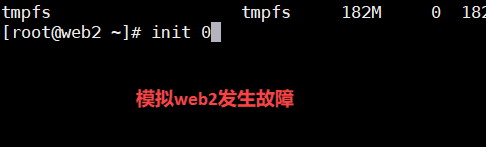 tmpfs tmpfs 182M 0 182
[root@web2 ~]# init 0
模拟web2发生故障